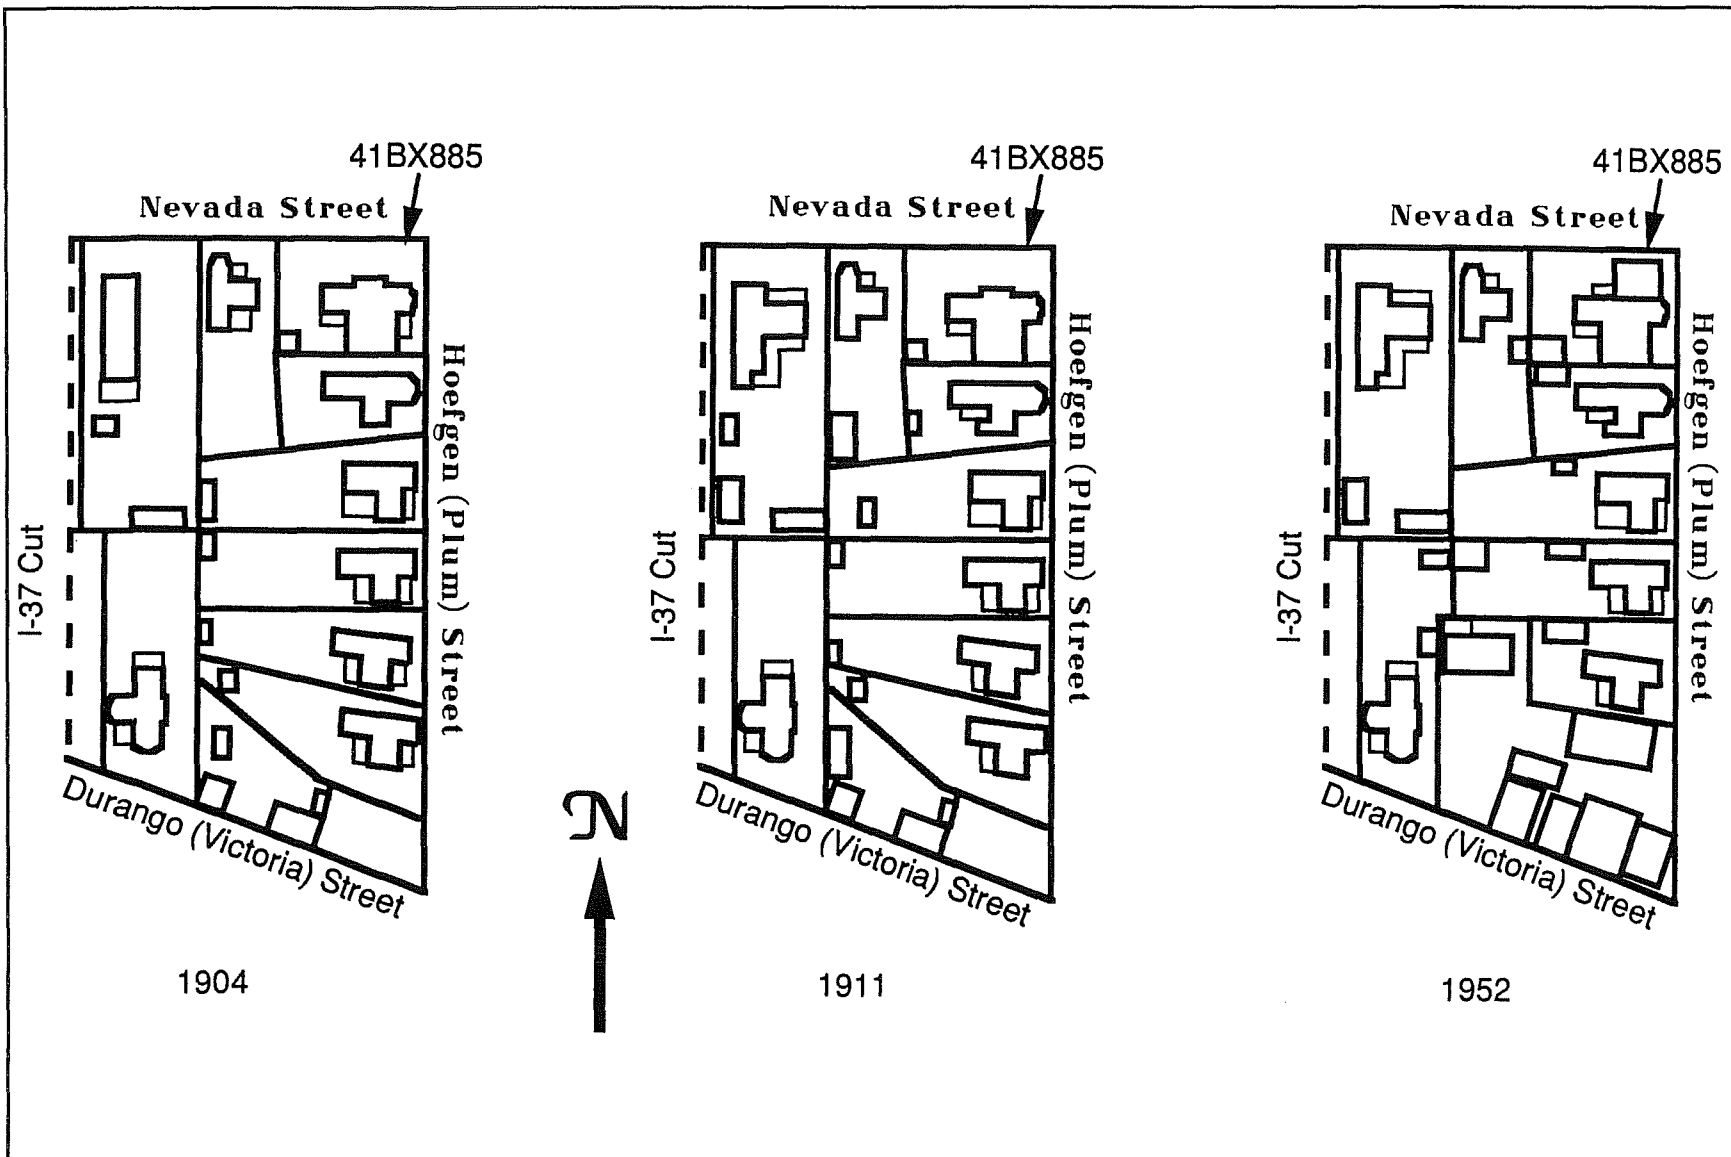 41BX885
Nevada Street
Hoefgen (Plum) Street
I-37 Cut
Durango (Victoria) Street
1904
41BX885
Nevada Street
Hoefgen (Plum) Street
I-37 Cut
Durango (Victoria) Street
1911
N
41BX885
Nevada Street
Hoefgen (Plum) Street
I-37 Cut
Durango (Victoria) Street
1952